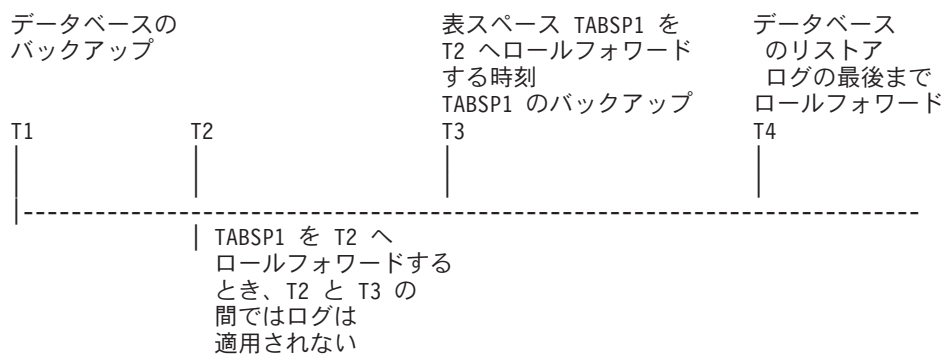 データベースの
バックアップ
表スペース TABSP1 を
T2 へロールフォワード
する時刻
TABSP1 のバックアップ
データベース
のリストア
ログの最後まで
ロールフォワード
T1
T2
T3
T4
TABSP1 を T2 へ
ロールフォワードする
とき、T2 と T3 の
間ではログは
適用されない